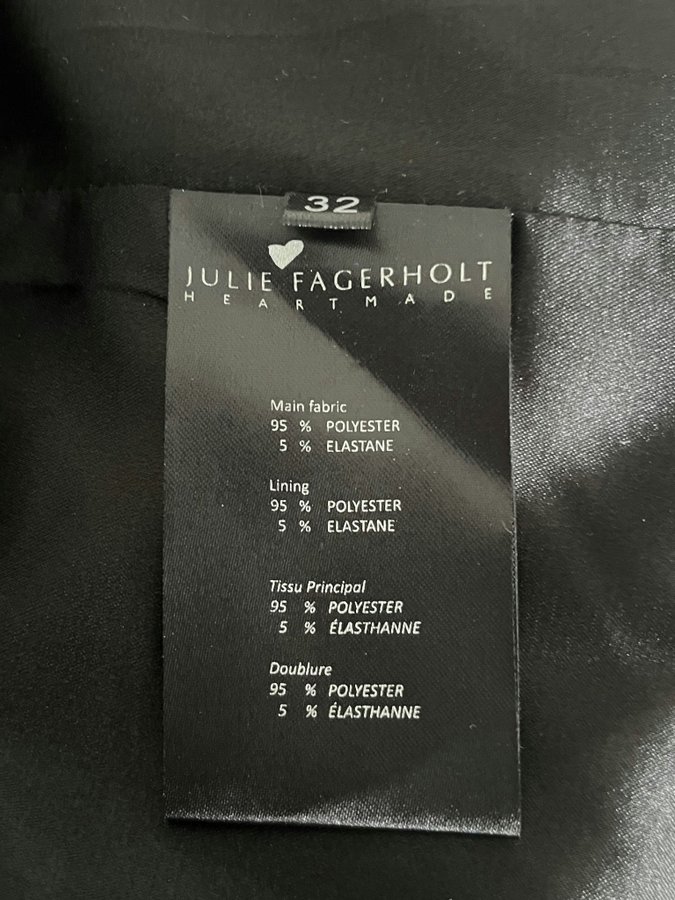 32
JULIE FAGERHOLT
HEARTMADE
Main fabric
95 % POLYESTER
5 % ELASTANE
Lining
95 % POLYESTER
5 % ELASTANE
Tissu Principal
95 % POLYESTER
5 % ÉLASTHANNE
Doublure
95 % POLYESTER
5 % ÉLASTHANNE